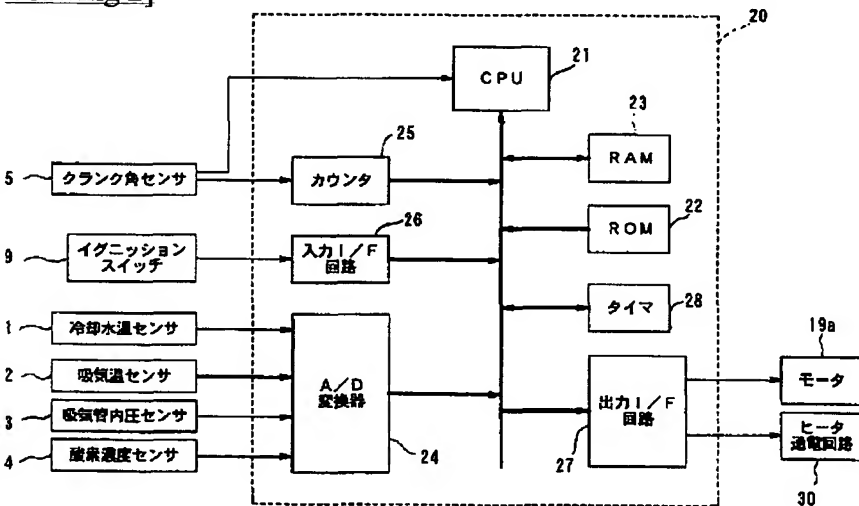 20
CPU
21
23
RAM
25
5
クランク角センサ
カウンタ
26
ROM
22
9
イグニッション
スイッチ
入力I/F
回路
タイマ
28
1
冷却水温センサ
19a
2
吸気温センサ
A/D
変換器
出力I/F
回路
モータ
3
吸気管内圧センサ
ヒータ
通電回路
4
酸素濃度センサ
24
27
30